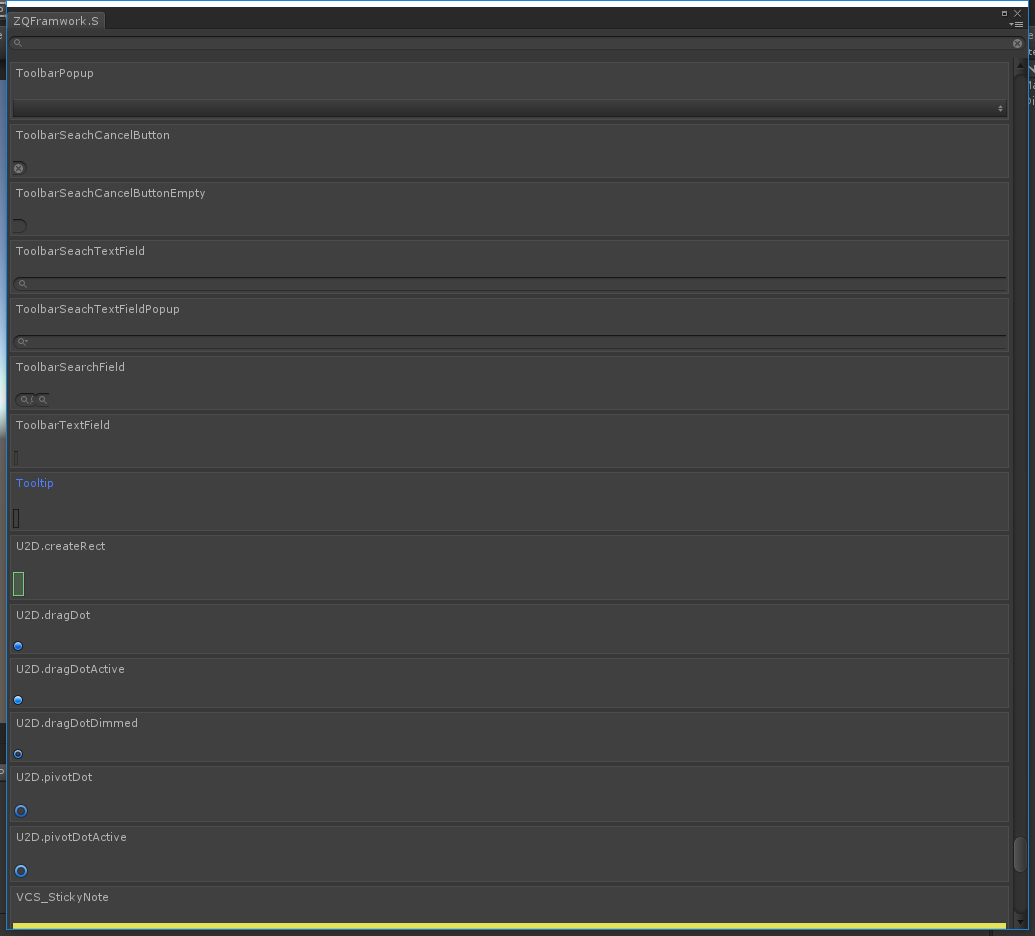 ZQFramwork.S
ToolbarPopup
ToolbarSeachCancelButton
ToolbarSeachCancelButtonEmpty
ToolbarSeachTextField
ToolbarSeachTextFieldPopup
ToolbarSearchField
ToolbarTextField
Tooltip
U2D.createRect
U2D.dragDot
U2D.dragDotActive
U2D.dragDotDimmed
U2D.pivotDot
U2D.pivotDotActive
VCS_StickyNote